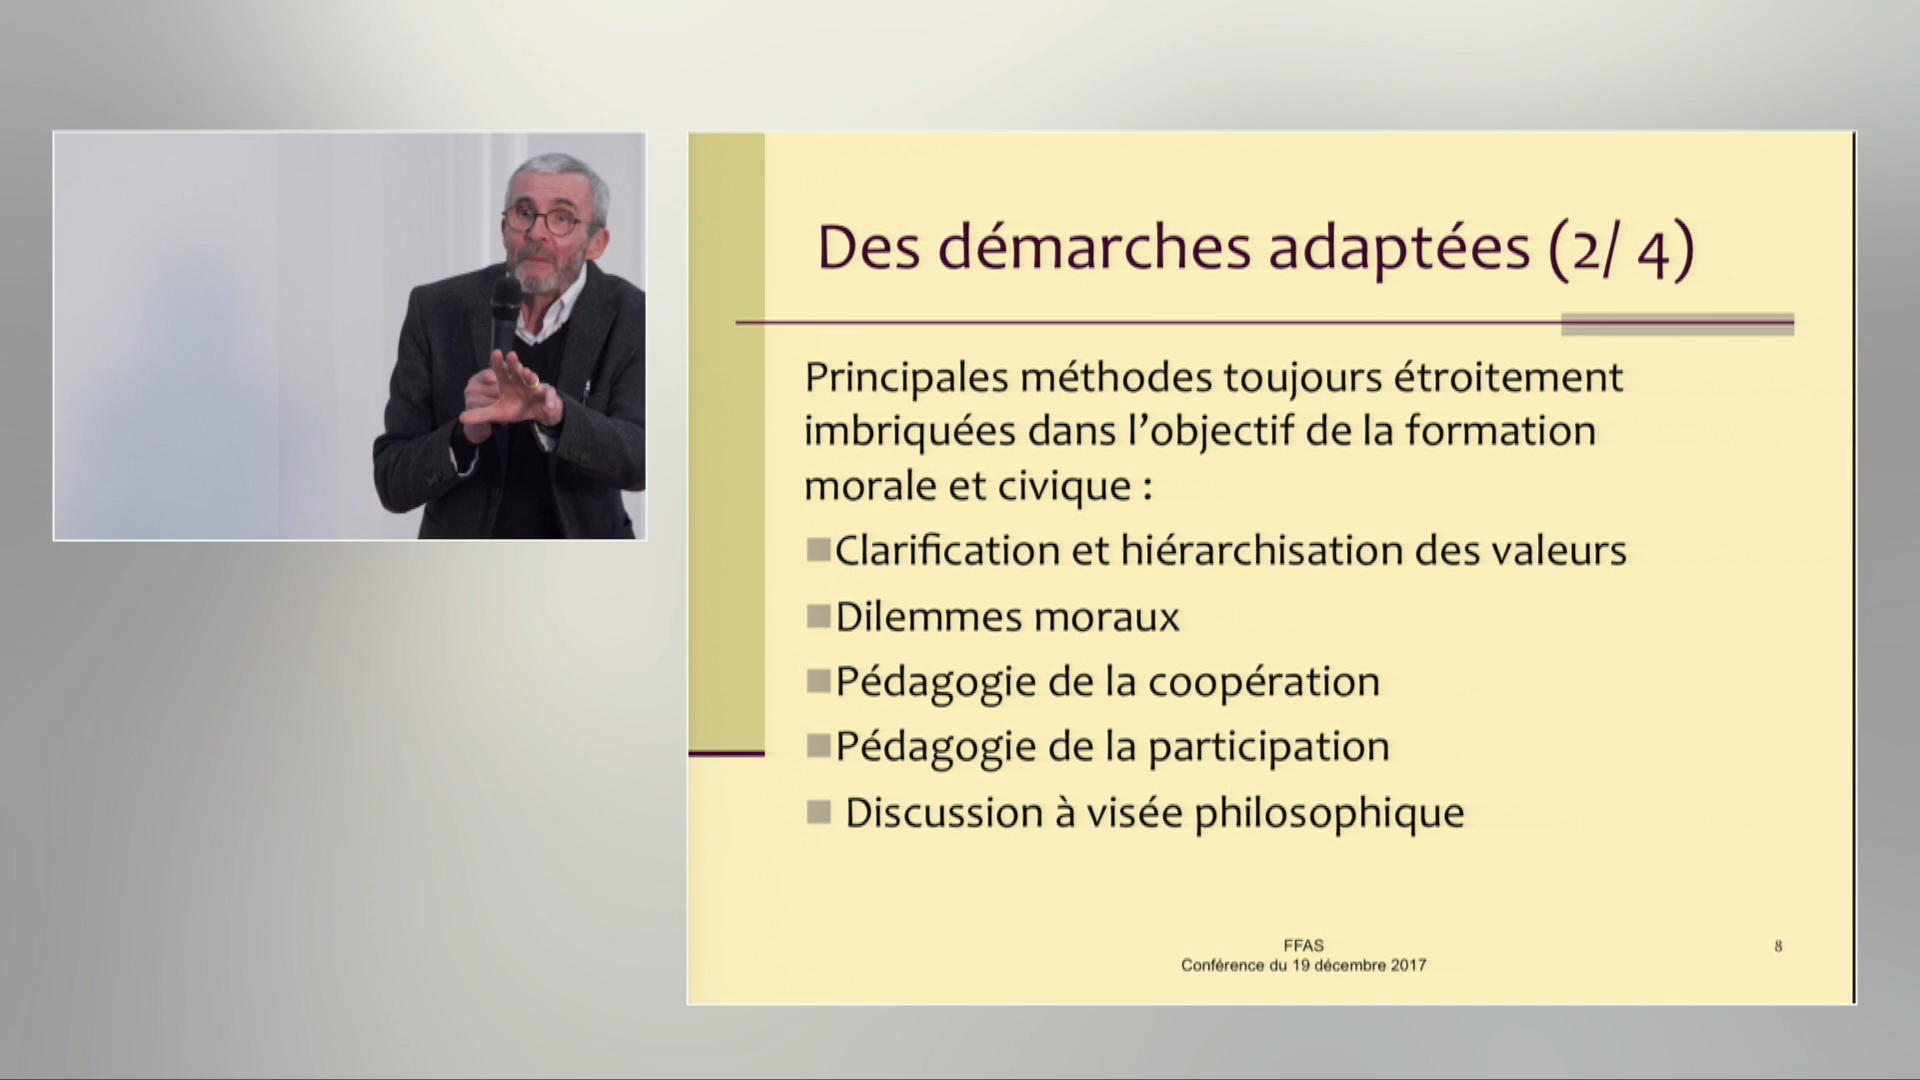 Des démarches adaptées (2/ 4)
Principales méthodes toujours étroitement
imbriquées dans l’objectif de la formation
morale et civique :
Clarification et hiérarchisation des valeurs
Dilemmes moraux
Pédagogie de la coopération
Pédagogie de la participation
Discussion à visée philosophique
FFAS
Conférence du 19 décembre 2017
8